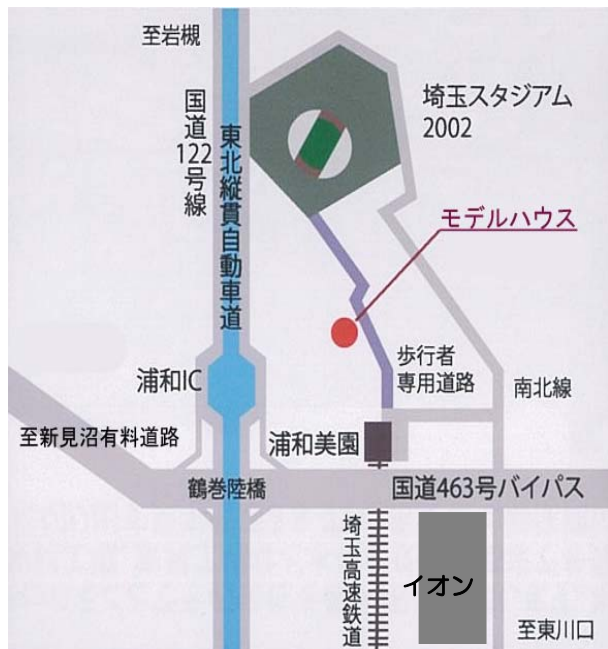 至岩槻
国道122号線
東北縦貫自動車道
埼玉スタジアム
2002
モデルハウス
浦和IC
歩行者
専用道路
南北線
至新見沼有料道路
浦和美園
鶴巻陸橋
国道463号バイパス
埼玉高速鉄道
イオン
至東川口